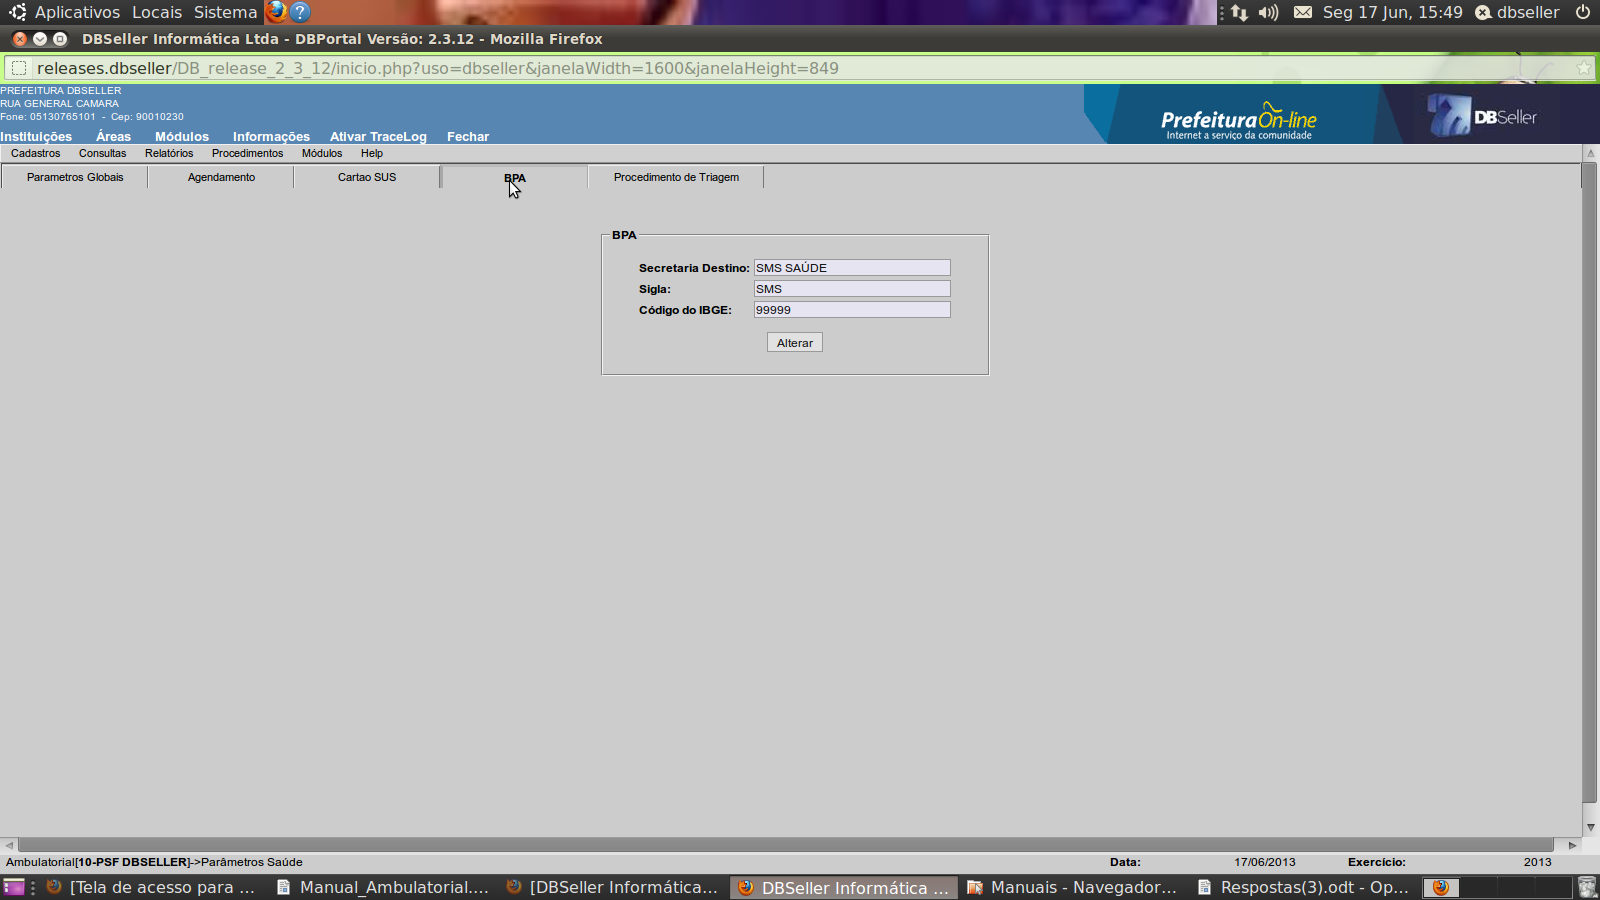 Aplicativos Locais Sistema ? Seg 17 Jun, 15:49 dbseller
DBSeller Informática Ltda - DBPortal Versão: 2.3.12 - Mozilla Firefox
releases.dbseller/DB_release_2_3_12/inicio.php?uso=dbseller&janelaWidth=1600&janelaHeight=849
PREFEITURA DBSELLER
RUA GENERAL CAMARA
Fone: 05130765101 - Cep: 90010230
Prefeitura On-line
Internet a serviço da comunidade
DBSeller
Instituições Áreas Módulos Informações Ativar TraceLog Fechar
Cadastros Consultas Relatórios Procedimentos Módulos Help
Parametros Globais Agendamento Cartao SUS BPA Procedimento de Triagem
BPA
Secretaria Destino: SMS SAÚDE
Sigla: SMS
Código do IBGE: 99999
Alterar
Ambulatorial[10-PSF DBSELLER]->Parâmetros Saúde Data: 17/06/2013 Exercício: 2013
[Tela de acesso para ... Manual_Ambulatorial.... [DBSeller Informática... DBSeller Informática ... Manuais - Navegador... Respostas(3).odt - Op...